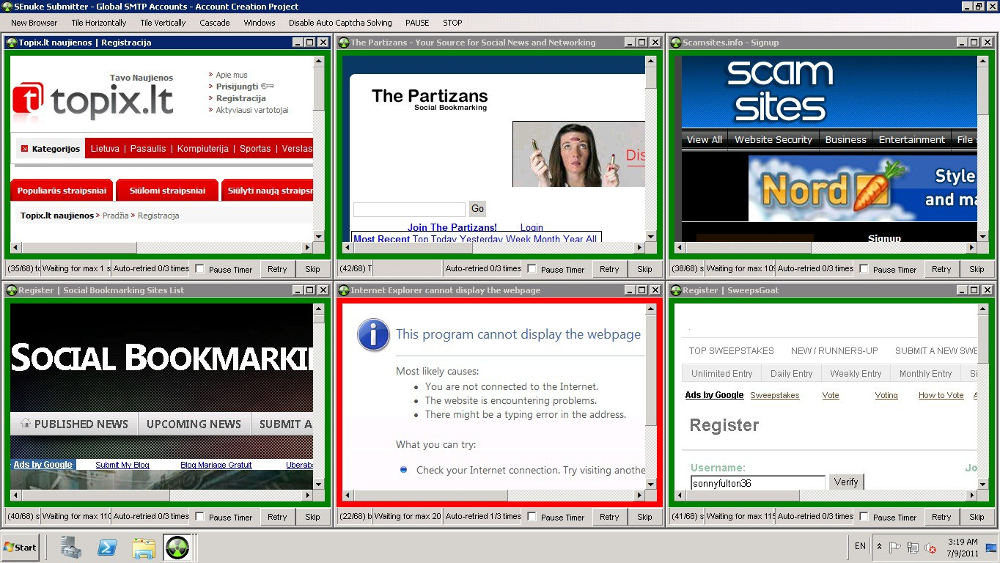 SEnuke Submitter - Global SMTP Accounts - Account Creation Project
New Browser Tile Horizontally Tile Vertically Cascade Windows Disable Auto Captcha Solving PAUSE STOP
Topix.lt naujienos | Registracija
Tavo Naujienos
topix.lt
» Apie mus
» Prisijungti
» Registracija
» Aktyviausi vartotojai
Kategorijos Lietuva | Pasaulis | Kompiuterija | Sportas | Verslas
Populiarūs straipsniai Siūlomi straipsniai Siūlyti naują straipsn
Topix.lt naujienos » Pradžia » Registracija
(35/68) to Waiting for max 1 s Auto-retried 0/3 times Pause Timer Retry Skip
The Partizans - Your Source for Social News and Networking
The Partizans
Social Bookmarking
Dis
Go
Join The Partizans! Login
Most Recent Top Today Yesterday Week Month Year All
(42/68) T Auto-retried 0/3 times Pause Timer Retry Skip
Scamsites.info - Signup
scam
sites
View All Website Security Business Entertainment File s
Nord
Style
and ma
Signup
(38/68) s Waiting for max 109 Auto-retried 0/3 times Pause Timer Retry Skip
Register | Social Bookmarking Sites List
SOCIAL BOOKMARKI
PUBLISHED NEWS UPCOMING NEWS SUBMIT A
Ads by Google Submit My Blog Blog Mariage Gratuit Uberab
(40/68) s Waiting for max 110 Auto-retried 0/3 times Pause Timer Retry Skip
Internet Explorer cannot display the webpage
This program cannot display the webpage
Most likely causes:
• You are not connected to the Internet.
• The website is encountering problems.
• There might be a typing error in the address.
What you can try:
Check your Internet connection. Try visiting anothe
(22/68) b Waiting for max 20 Auto-retried 1/3 times Pause Timer Retry Skip
Register | SweepsGoat
TOP SWEEPSTAKES NEW / RUNNERS-UP SUBMIT A NEW SWE
Unlimited Entry Daily Entry Weekly Entry Monthly Entry Si
Ads by Google Sweepstakes Vote Voting How to Vote A
Register
Username: Jo
sonnyfulton36 Verify
(41/68) s Waiting for max 115 Auto-retried 0/3 times Pause Timer Retry Skip
Start EN 3:19 AM
7/9/2011